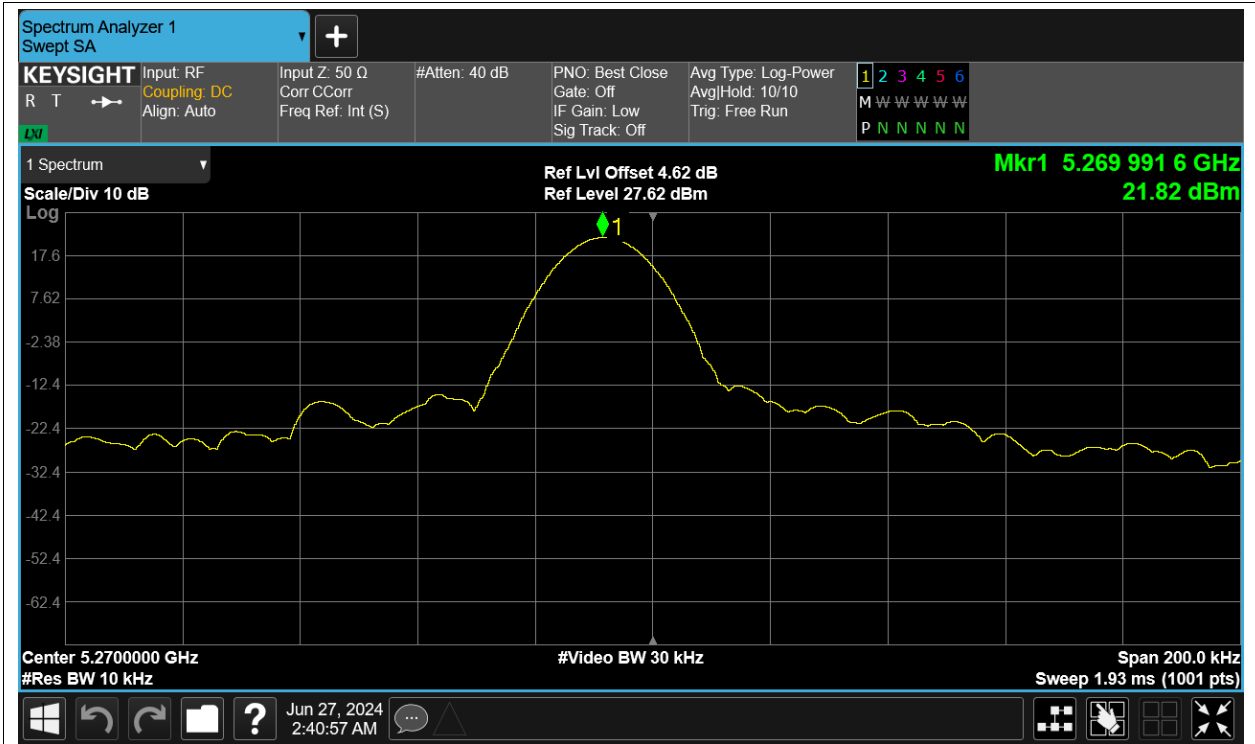 Spectrum Analyzer 1
Swept SA
KEYSIGHT
R T
LXI
Input: RF
Coupling: DC
Align: Auto
Input Z: 50 Ω
Corr CCorr
Freq Ref: Int (S)
#Atten: 40 dB
PNO: Best Close
Gate: Off
IF Gain: Low
Sig Track: Off
Avg Type: Log-Power
Avg|Hold: 10/10
Trig: Free Run
1 2 3 4 5 6
M W W W W W
P N N N N N
1 Spectrum
Scale/Div 10 dB
Log
Ref Lvl Offset 4.62 dB
Ref Level 27.62 dBm
Mkr1 5.269 991 6 GHz
21.82 dBm
1
17.6
7.62
-2.38
-12.4
-22.4
-32.4
-42.4
-52.4
-62.4
Center 5.2700000 GHz
#Video BW 30 kHz
Span 200.0 kHz
#Res BW 10 kHz
Sweep 1.93 ms (1001 pts)
?
Jun 27, 2024
2:40:57 AM